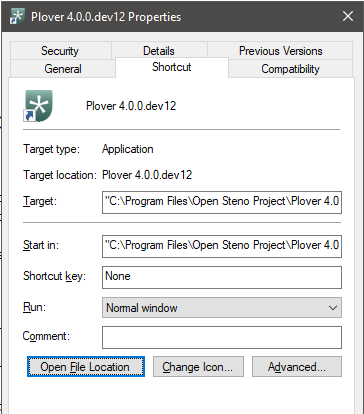 Plover 4.0.0.dev12 Properties
Security Details Previous Versions
General Shortcut Compatibility
Plover 4.0.0.dev12
Target type: Application
Target location: Plover 4.0.0.dev12
Target: "C:\Program Files\Open Steno Project\Plover 4.0
Start in: "C:\Program Files\Open Steno Project\Plover 4.0
Shortcut key: None
Run: Normal window
Comment:
Open File Location Change Icon... Advanced...